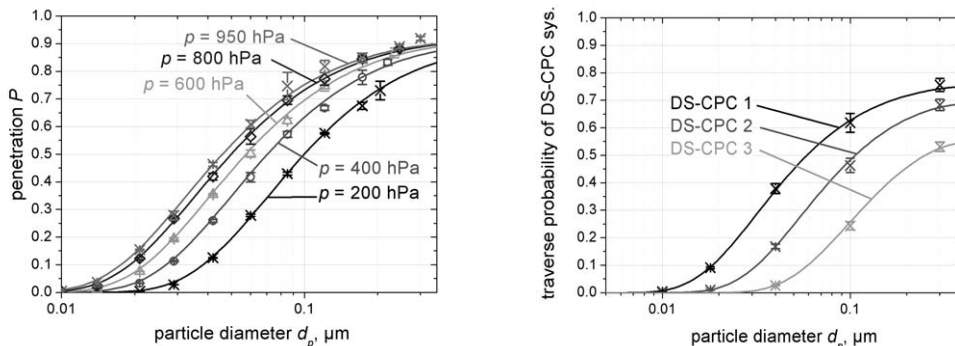 penetration P
1.0
0.9
0.8
0.7
0.6
0.5
0.4
0.3
0.2
0.1
0.0
p = 950 hPa
p = 800 hPa
p = 600 hPa
p = 400 hPa
p = 200 hPa
0.01
0.1
particle diameter dₚ, µm
traverse probability of DS-CPC sys.
1.0
0.9
0.8
0.7
0.6
0.5
0.4
0.3
0.2
0.1
0.0
DS-CPC 1
DS-CPC 2
DS-CPC 3
0.01
0.1
particle diameter dₚ, µm